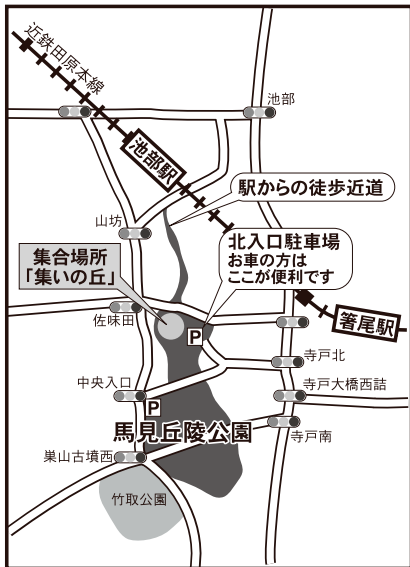 近鉄田原本線
池部
池部駅
駅からの徒歩近道
山坊
北入口駐車場
お車の方は
ここが便利です
集合場所
「集いの丘」
箸尾駅
佐味田
P
寺戸北
中央入口
寺戸大橋西詰
P
馬見丘陵公園
寺戸南
巣山古墳西
竹取公園